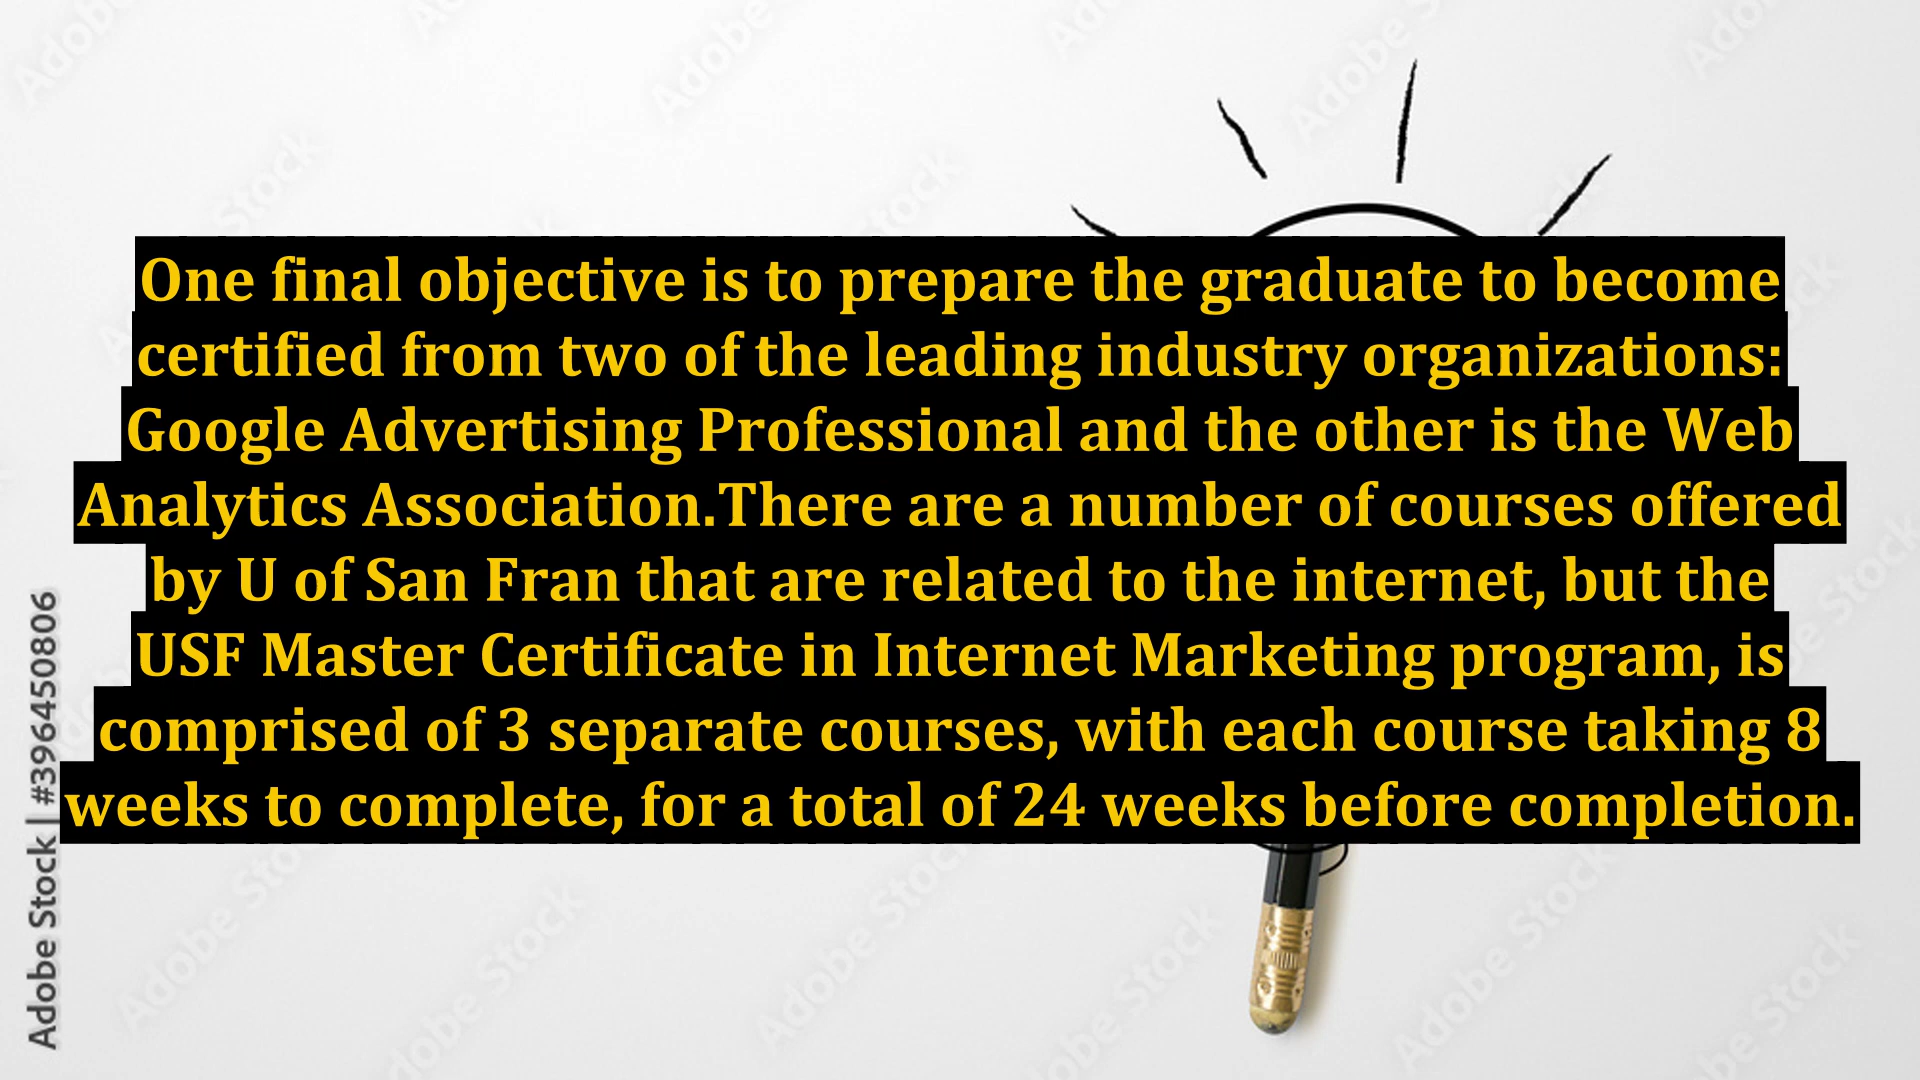 One final objective is to prepare the graduate to become
certified from two of the leading industry organizations:
Google Advertising Professional and the other is the Web
Analytics Association.There are a number of courses offered
by U of San Fran that are related to the internet, but the
USF Master Certificate in Internet Marketing program, is
comprised of 3 separate courses, with each course taking 8
weeks to complete, for a total of 24 weeks before completion.
Adobe Stock | #396450806